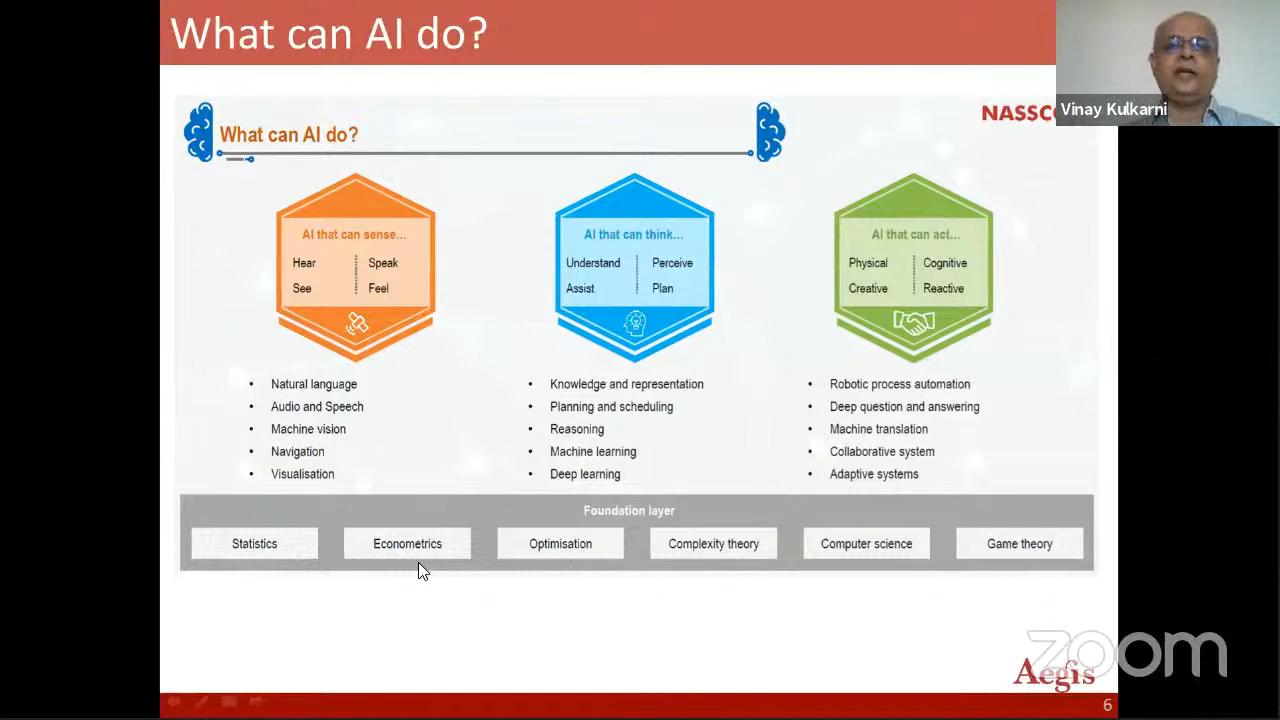 What can AI do?
Vinay Kulkarni
What can AI do?
NASSCO
AI that can sense...
Hear Speak
See Feel
AI that can think...
Understand Perceive
Assist Plan
AI that can act...
Physical Cognitive
Creative Reactive
• Natural language
• Audio and Speech
• Machine vision
• Navigation
• Visualisation
• Knowledge and representation
• Planning and scheduling
• Reasoning
• Machine learning
• Deep learning
• Robotic process automation
• Deep question and answering
• Machine translation
• Collaborative system
• Adaptive systems
Foundation layer
Statistics Econometrics Optimisation Complexity theory Computer science Game theory
zoom
Aegis
6